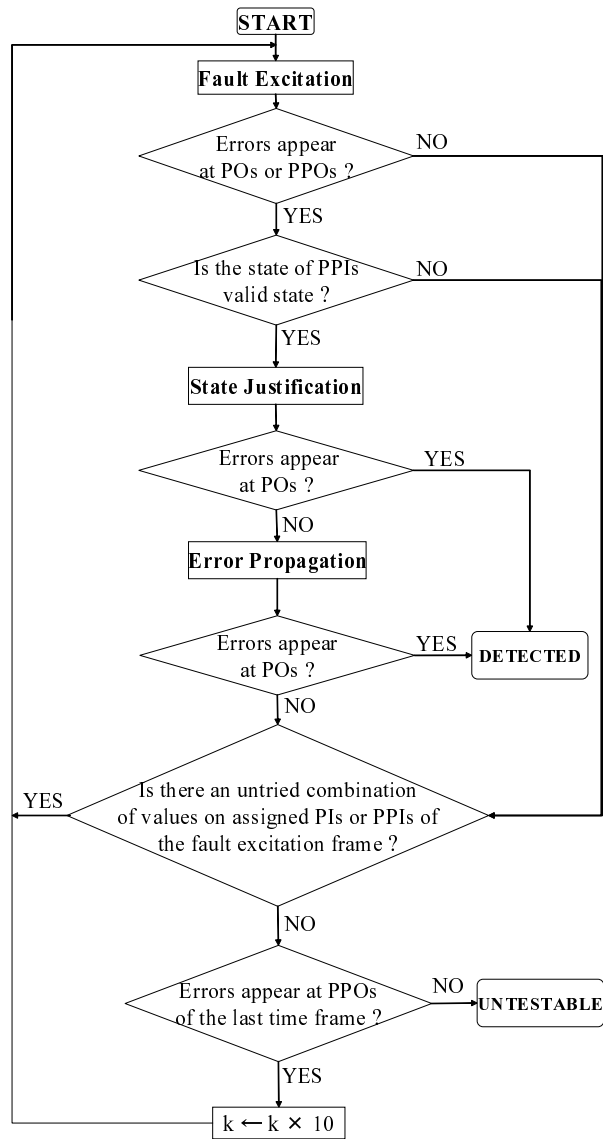 START
Fault Excitation
Errors appear
at POs or PPOs ?
NO
YES
Is the state of PPIs
valid state ?
NO
YES
State Justification
Errors appear
at POs ?
YES
NO
Error Propagation
Errors appear
at POs ?
YES
DETECTED
NO
Is there an untried combination
of values on assigned PIs or PPIs of
the fault excitation frame ?
YES
NO
Errors appear at PPOs
of the last time frame ?
NO
UNTESTABLE
YES
k ← k × 10